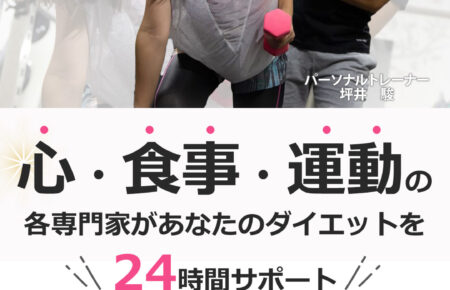 パーソナルトレーナー
坪井 駿
心・食事・運動の
各専門家があなたのダイエットを
24時間サポート